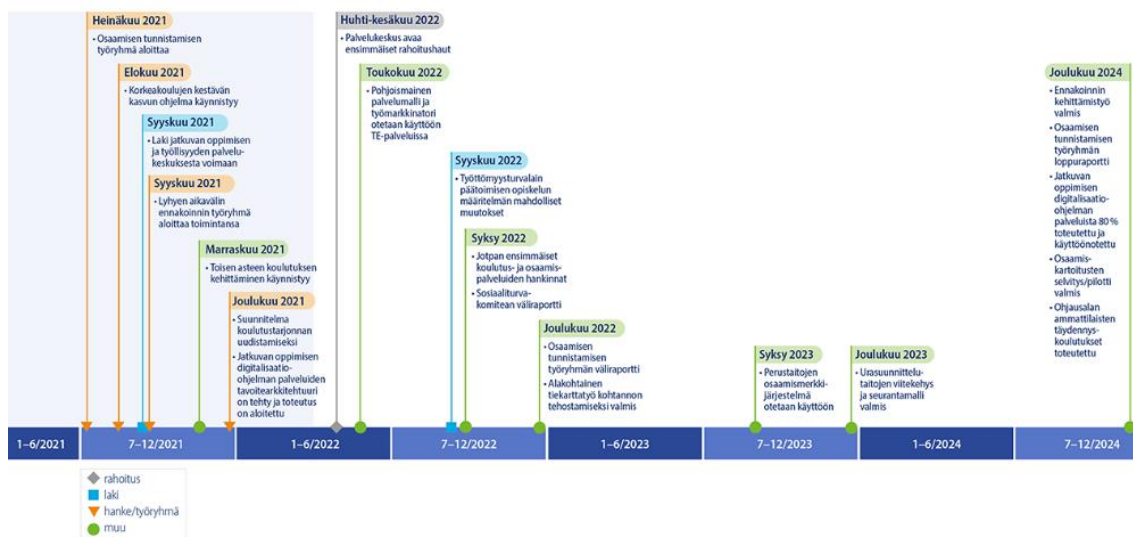 Heinäkuu 2021
• Osaamisen tunnistamisen
työryhmä aloittaa
Elokuu 2021
• Korkeakoulujen kestävän
kasvun ohjelma käynnistyy
Syyskuu 2021
• Laki jatkuvan oppimisen
ja työllisyyden palvelu-
keskuksesta voimaan
Syyskuu 2021
• Lyhyen aikavälin
ennakoinnin työryhmä
aloittaa toimintansa
Marraskuu 2021
• Toisen asteen koulutuksen
kehittäminen käynnistyy
Joulukuu 2021
• Suunnitelma
koulutustarjonnan
uudistamiseksi
• Jatkuvan oppimisen
digitalisaatio-
ohjelman palveluiden
tavoitearkkitehtuuri
on tehty ja toteutus
on aloitettu
Huhti-kesäkuu 2022
• Palvelukeskus avaa
ensimmäiset rahoitushaut
Toukokuu 2022
• Pohjoismainen
palvelumalli ja
työmarkkinatori
otetaan käyttöön
TE-palveluissa
Syyskuu 2022
• Työttömyysturvalain
päätoimisen opiskelun
määritelmän mahdolliset
muutokset
Syksy 2022
• Jotpan ensimmäiset
koulutus- ja osaamis-
palveluiden hankinnat
• Sosiaaliturva-
komitean väliraportti
Joulukuu 2022
• Osaamisen
tunnistamisen
työryhmän väliraportti
• Alakohtainen
tiekarttatyö kohtannon
tehostamiseksi valmis
Syksy 2023
• Perustaitojen
osaamismerkki-
järjestelmä
otetaan käyttöön
Joulukuu 2023
• Urasuunnittelu-
taitojen viitekehys
ja seurantamalli
valmis
Joulukuu 2024
• Ennakoinnin
kehittämistyö
valmis
• Osaamisen
tunnistamisen
työryhmän
loppuraportti
• Jatkuvan
oppimisen
digitalisaatio-
ohjelman
palveluista 80 %
toteutettu ja
käyttöönotettu
• Osaamis-
kartoitusten
selvitys/pilotti
valmis
• Ohjausalan
ammattilaisten
täydennys-
koulutukset
toteutettu
1–6/2021
7–12/2021
1–6/2022
7–12/2022
1–6/2023
7–12/2023
1–6/2024
7–12/2024
rahoitus
laki
hanke/työryhmä
muu